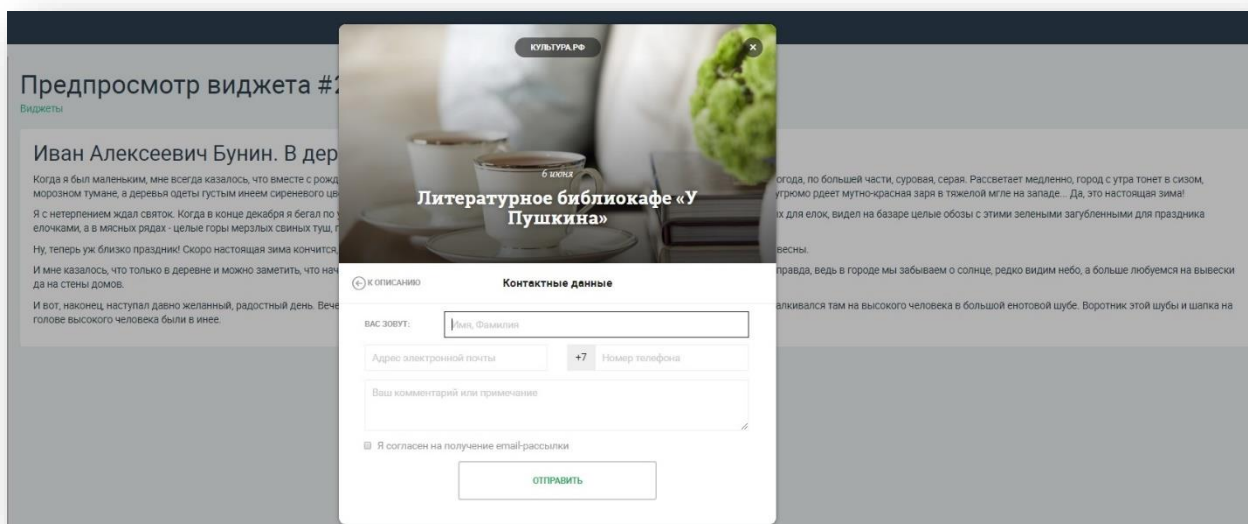 КУЛЬТУРА.РФ
×
Предпросмотр виджета #2
Виджеты
6 июня
Литературное библиокафе «У
Пушкина»
Иван Алексеевич Бунин. В дер
Когда я был маленьким, мне всегда казалось, что вместе с рожд
огода, по большей части, суровая, серая. Рассветает медленно, город с утра тонет в сизом,
морозном тумане, а деревья одеты густым инеем сиреневого цв
угрюмо рдеет мутно-красная заря в тяжелой мгле на западе... Да, это настоящая зима!
Я с нетерпением ждал святок. Когда в конце декабря я бегал по у
х для елок, видел на базаре целые обозы с этими зелеными загубленными для праздника
елочками, а в мясных рядах - целые горы мерзлых свиных туш,
Ну, теперь уж близко праздник! Скоро настоящая зима кончится,
весны.
И мне казалось, что только в деревне и можно заметить, что нач
правда, ведь в городе мы забываем о солнце, редко видим небо, а больше любуемся на вывески
да на стены домов.
И вот, наконец, наступал давно желанный, радостный день. Вече
алкивался там на высокого человека в большой енотовой шубе. Воротник этой шубы и шапка на
голове высокого человека были в инее.
К ОПИСАНИЮ
Контактные данные
ВАС ЗОВУТ:
Имя, Фамилия
Адрес электронной почты
+7 Номер телефона
Ваш комментарий или примечание
Я согласен на получение email-рассылки
ОТПРАВИТЬ